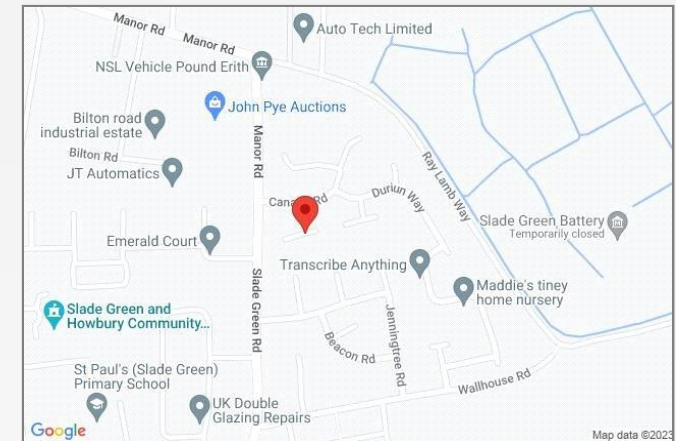 Manor Rd
Manor Rd
Auto Tech Limited
NSL Vehicle Pound Erith
John Pye Auctions
Bilton road
industrial estate
Bilton Rd
JT Automatics
Manor Rd
Ray Lamb Way
Durlun Way
Slade Green Battery
Temporarily closed
Emerald Court
Transcribe Anything
Maddie's tiney
home nursery
Slade Green and
Howbury Community...
Slade Green Rd
Jenningtree Rd
Beacon Rd
St Paul's (Slade Green)
Primary School
Wallhouse Rd
UK Double
Glazing Repairs
Google
Map data ©2023